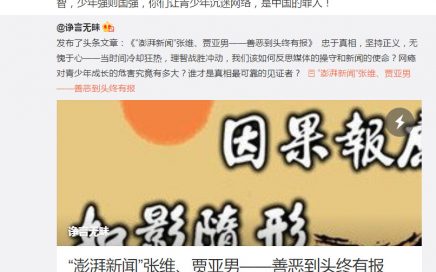 智，少年强则国强，你们让青少年沉迷网络，是中国的罪人！
@诤言无昧
发布了头条文章：《“澎湃新闻”张维、贾亚男——善恶到头终有报》 忠于真相，坚持正义，无
愧于心——当时间冷却狂热，理智战胜冲动，我们该如何反思媒体的操守和新闻的使命？网瘾
对青少年成长的危害究竟有多大？谁才是真相最可靠的见证者？ “澎湃新闻”张维、贾亚男
——善恶到头终有报
因果報應
如影隨形
诤言无昧
“澎湃新闻”张维、贾亚男——善恶到头终有报